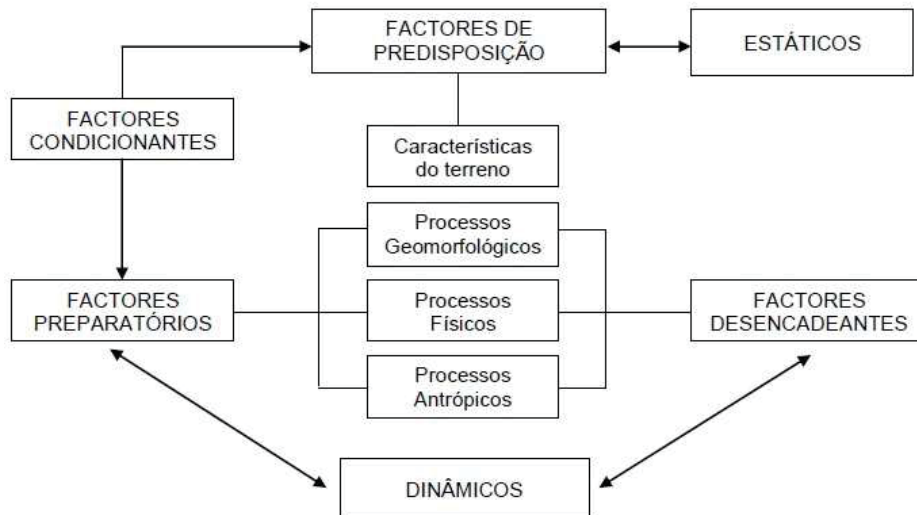 FACTORES DE
PREDISPOSIÇÃO
ESTÁTICOS
FACTORES
CONDICIONANTES
Características
do terreno
Processos
Geomorfológicos
FACTORES
PREPARATÓRIOS
Processos
Físicos
FACTORES
DESENCADEANTES
Processos
Antrópicos
DINÂMICOS